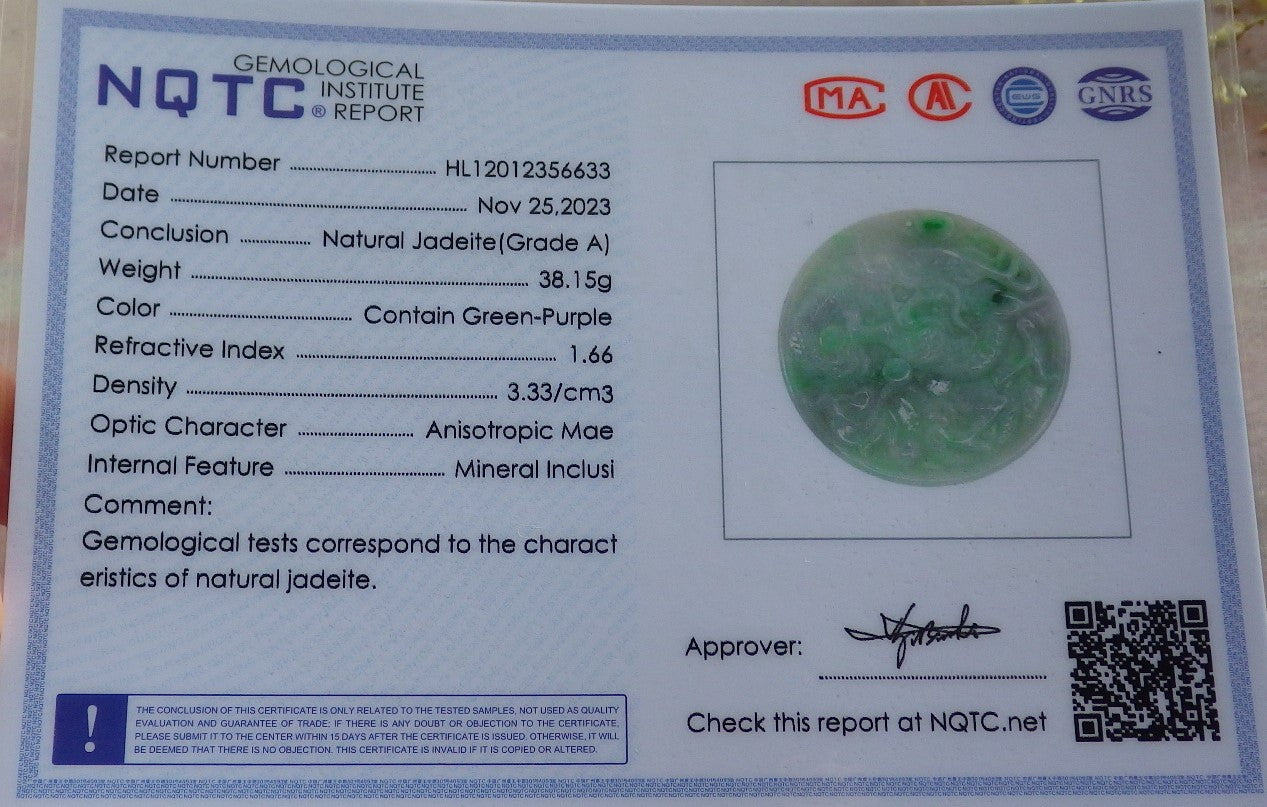 GEMOLOGICAL
NQTC® INSTITUTE
REPORT
MA
CEWS
GNRS
Report Number HL12012356633
Date Nov 25,2023
Conclusion Natural Jadeite(Grade A)
Weight 38.15g
Color Contain Green-Purple
Refractive Index 1.66
Density 3.33/cm3
Optic Character Anisotropic Mae
Internal Feature Mineral Inclusi
Comment:
Gemological tests correspond to the charact
eristics of natural jadeite.
Approver:
Check this report at NQTC.net
!
THE CONCLUSION OF THIS CERTIFICATE IS ONLY RELATED TO THE TESTED SAMPLES, NOT USED AS QUALITY
EVALUATION AND GUARANTEE OF TRADE; IF THERE IS ANY DOUBT OR OBJECTION TO THE CERTIFICATE,
PLEASE SUBMIT IT TO THE CENTER WITHIN 15 DAYS AFTER THE CERTIFICATE IS ISSUED. OTHERWISE, IT WILL
BE DEEMED THAT THERE IS NO OBJECTION. THIS CERTIFICATE IS INVALID IF IT IS COPIED OR ALTERED.